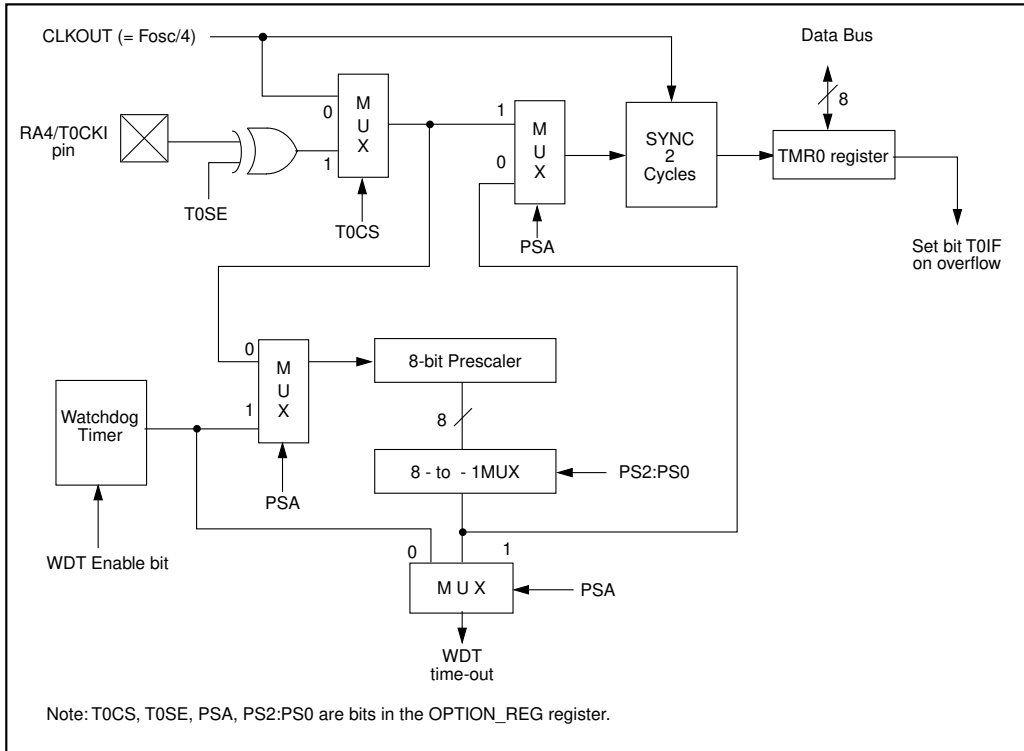 CLKOUT (= Fosc/4)
Data Bus
RA4/T0CKI
pin
T0SE
0
1
M
U
X
T0CS
1
0
M
U
X
PSA
SYNC
2
Cycles
8
TMR0 register
Set bit T0IF
on overflow
0
1
M
U
X
PSA
8-bit Prescaler
Watchdog
Timer
WDT Enable bit
8
8 - to - 1MUX
PS2:PS0
0
1
M U X
PSA
WDT
time-out
Note: T0CS, T0SE, PSA, PS2:PS0 are bits in the OPTION_REG register.